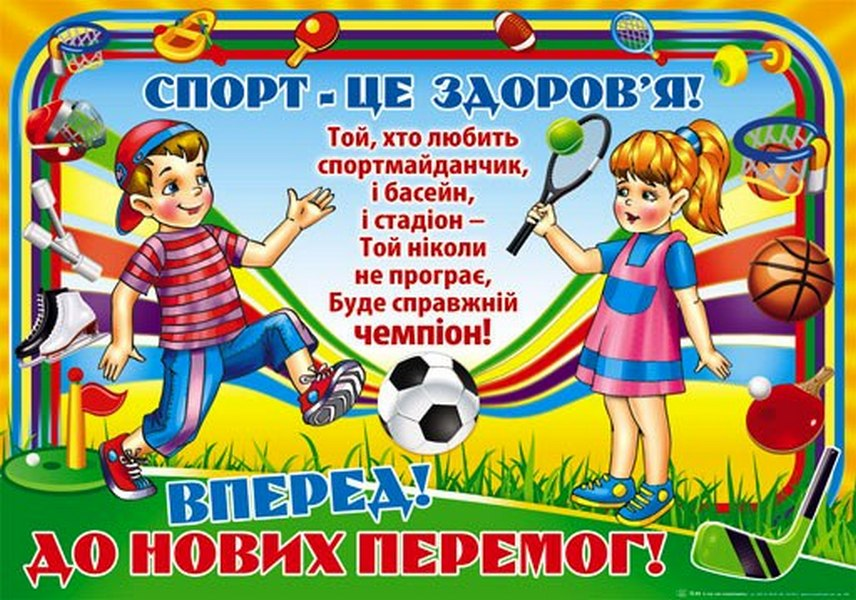 СПОРТ - ЦЕ ЗДОРОВ'Я!
Той, хто любить
спортмайданчик,
і басейн,
і стадіон –
Той ніколи
не програє,
Буде справжній
чемпіон!
ВПЕРЕД!
ДО НОВИХ ПЕРЕМОГ!